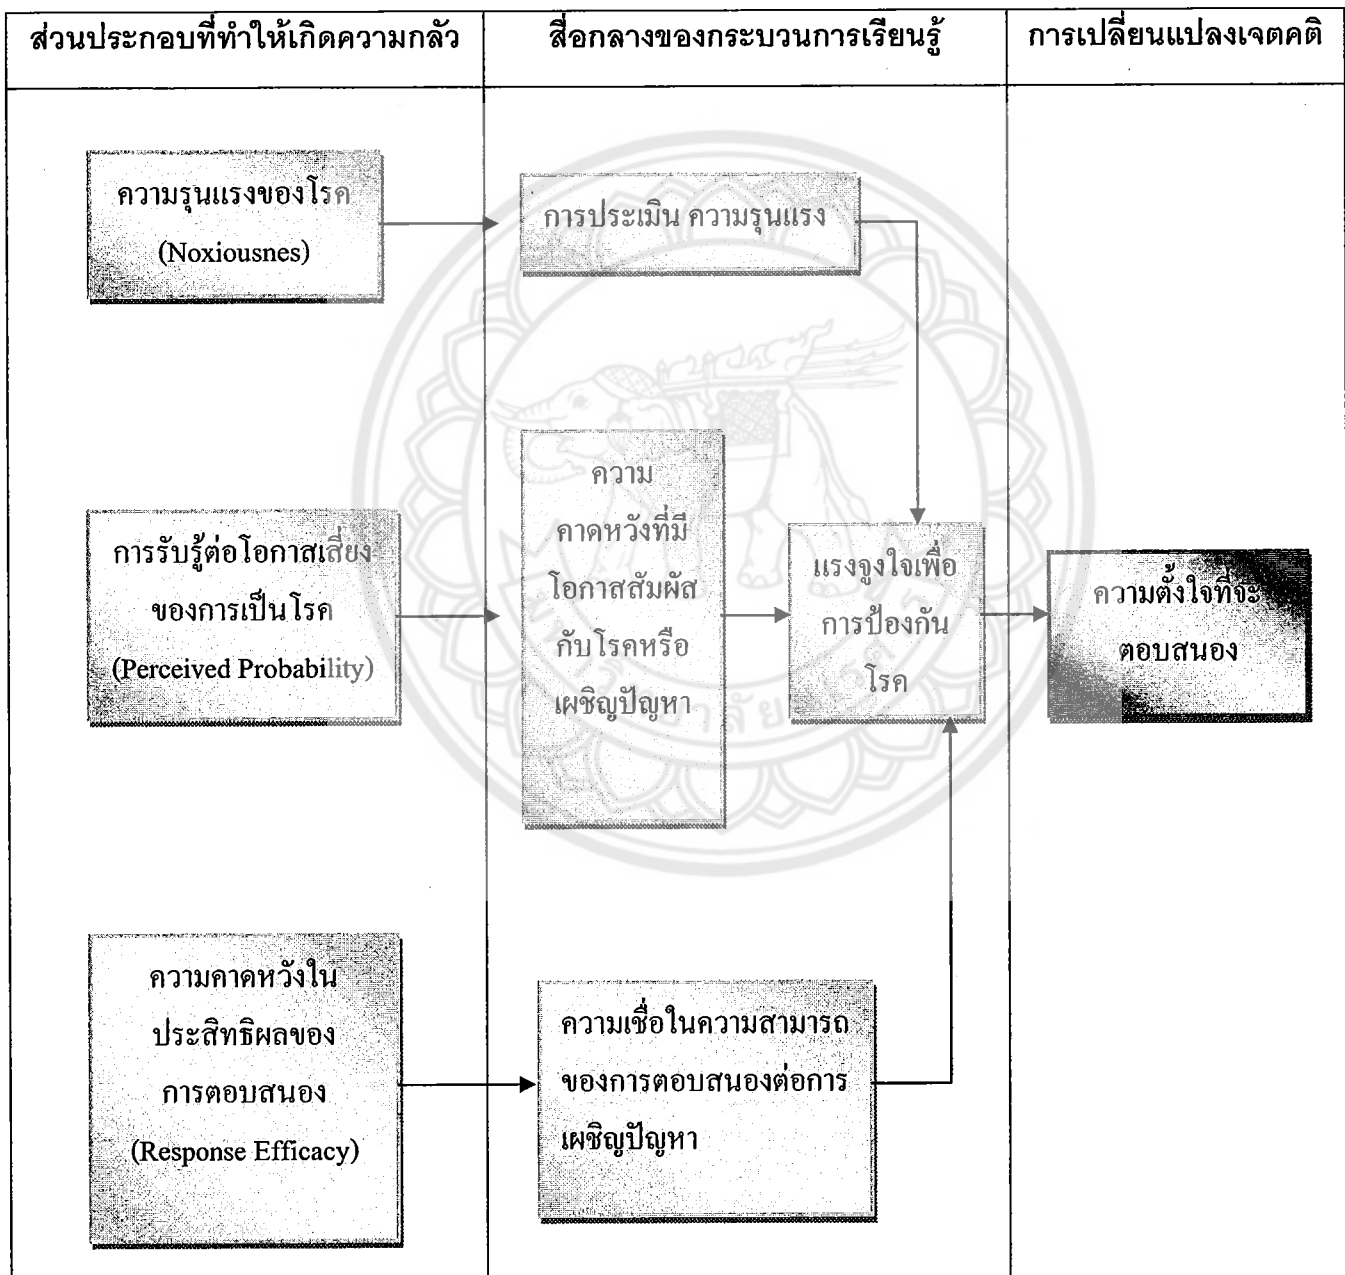 ส่วนประกอบที่ทำให้เกิดความกลัว
สื่อกลางของกระบวนการเรียนรู้
การเปลี่ยนแปลงเจตคติ
ความรุนแรงของโรค
(Noxiousnes)
การประเมิน ความรุนแรง
การรับรู้ต่อโอกาสเสี่ยง
ของการเป็นโรค
(Perceived Probability)
ความ
คาดหวังที่มี
โอกาสสัมผัส
กับโรคหรือ
เผชิญปัญหา
แรงจูงใจเพื่อ
การป้องกัน
โรค
ความตั้งใจที่จะ
ตอบสนอง
ความคาดหวังใน
ประสิทธิผลของ
การตอบสนอง
(Response Efficacy)
ความเชื่อในความสามารถ
ของการตอบสนองต่อการ
เผชิญปัญหา